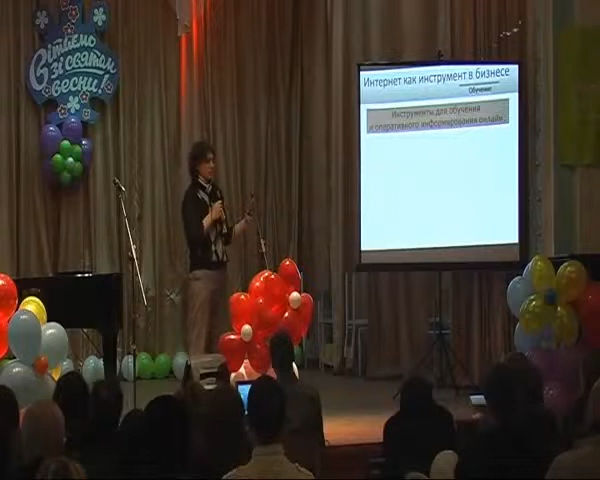 Вітаємо
зі святом
весни!
Интернет как инструмент в бизнесе
Обучение
Инструменты для обучения
и оперативного информирования онлайн